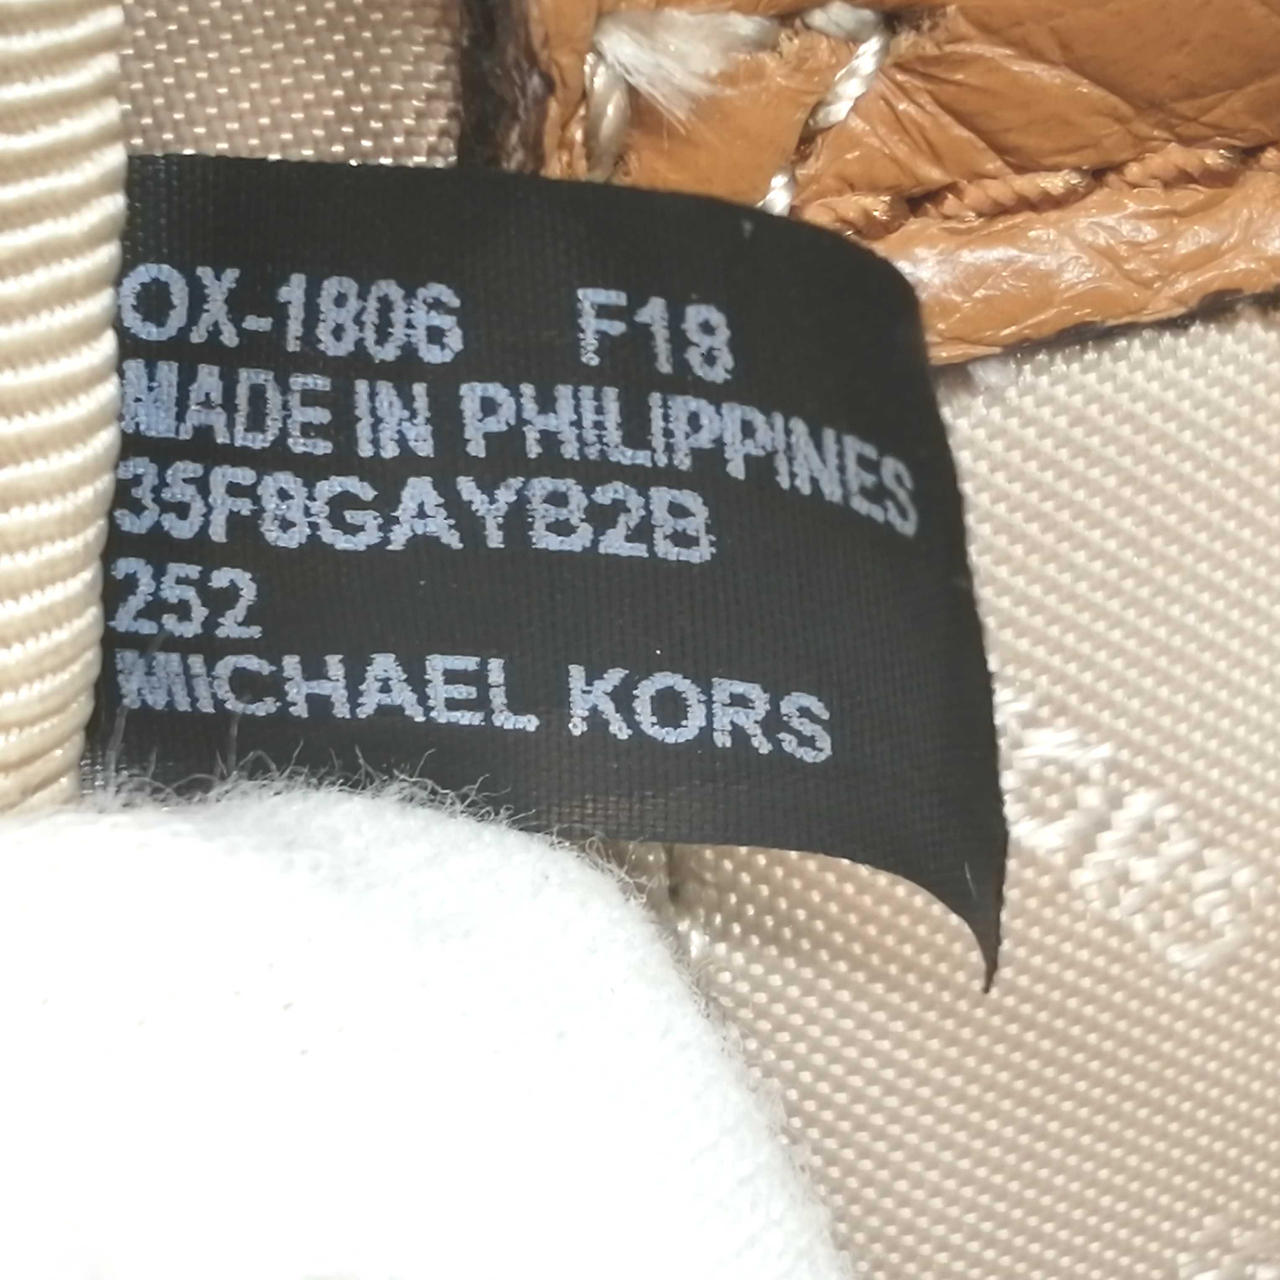 OX-1806 F18
MADE IN PHILIPPINES
35F8GAYB2B
252
MICHAEL KORS